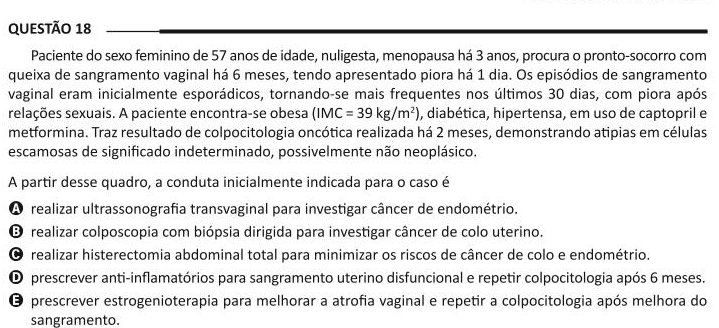 QUESTÃO 18
Paciente do sexo feminino de 57 anos de idade, nuligesta, menopausa há 3 anos, procura o pronto-socorro com
queixa de sangramento vaginal há 6 meses, tendo apresentado piora há 1 dia. Os episódios de sangramento
vaginal eram inicialmente esporádicos, tornando-se mais frequentes nos últimos 30 dias, com piora após
relações sexuais. A paciente encontra-se obesa (IMC = 39 kg/m²), diabética, hipertensa, em uso de captopril e
metformina. Traz resultado de colpocitologia oncótica realizada há 2 meses, demonstrando atipias em células
escamosas de significado indeterminado, possivelmente não neoplásico.
A partir desse quadro, a conduta inicialmente indicada para o caso é
A realizar ultrassonografia transvaginal para investigar câncer de endométrio.
B realizar colposcopia com biópsia dirigida para investigar câncer de colo uterino.
C realizar histerectomia abdominal total para minimizar os riscos de câncer de colo e endométrio.
D prescrever anti-inflamatórios para sangramento uterino disfuncional e repetir colpocitologia após 6 meses.
E prescrever estrogenioterapia para melhorar a atrofia vaginal e repetir a colpocitologia após melhora do
sangramento.